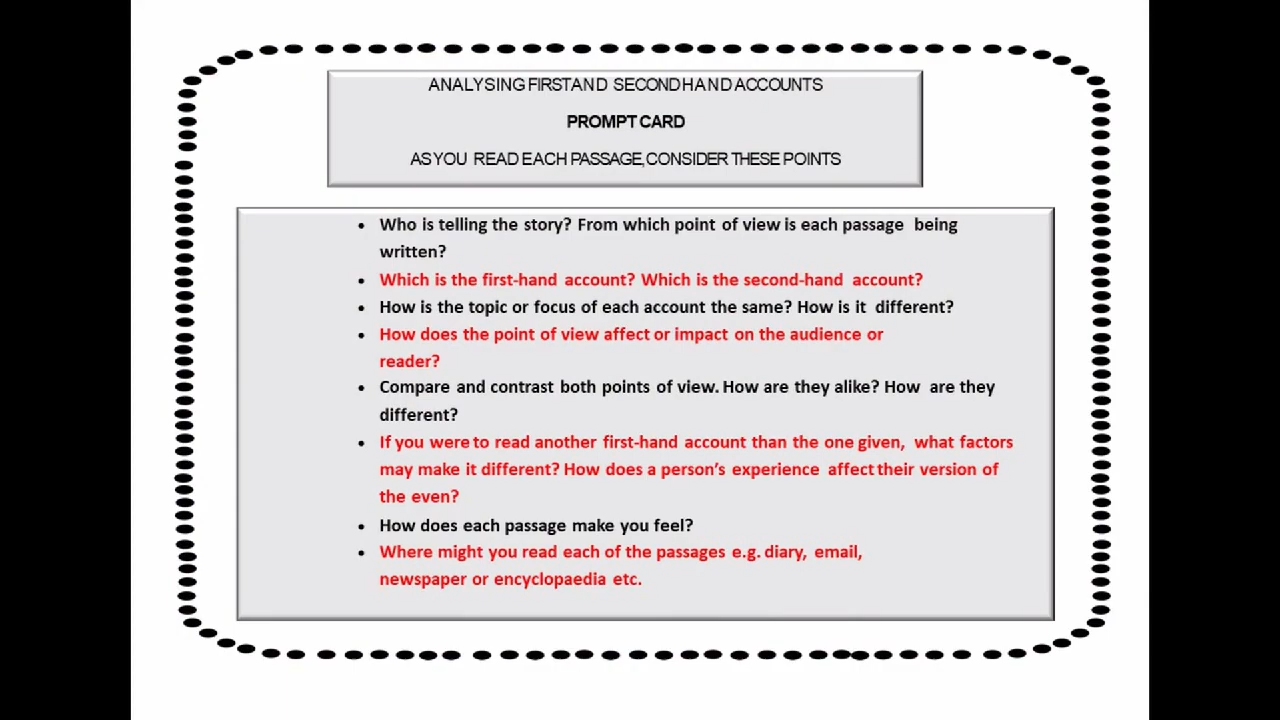 ANALYSING FIRST AND SECOND HAND ACCOUNTS
PROMPT CARD
AS YOU READ EACH PASSAGE, CONSIDER THESE POINTS
• Who is telling the story? From which point of view is each passage being
written?
• Which is the first-hand account? Which is the second-hand account?
• How is the topic or focus of each account the same? How is it different?
• How does the point of view affect or impact on the audience or
reader?
• Compare and contrast both points of view. How are they alike? How are they
different?
• If you were to read another first-hand account than the one given, what factors
may make it different? How does a person's experience affect their version of
the even?
• How does each passage make you feel?
• Where might you read each of the passages e.g. diary, email,
newspaper or encyclopaedia etc.